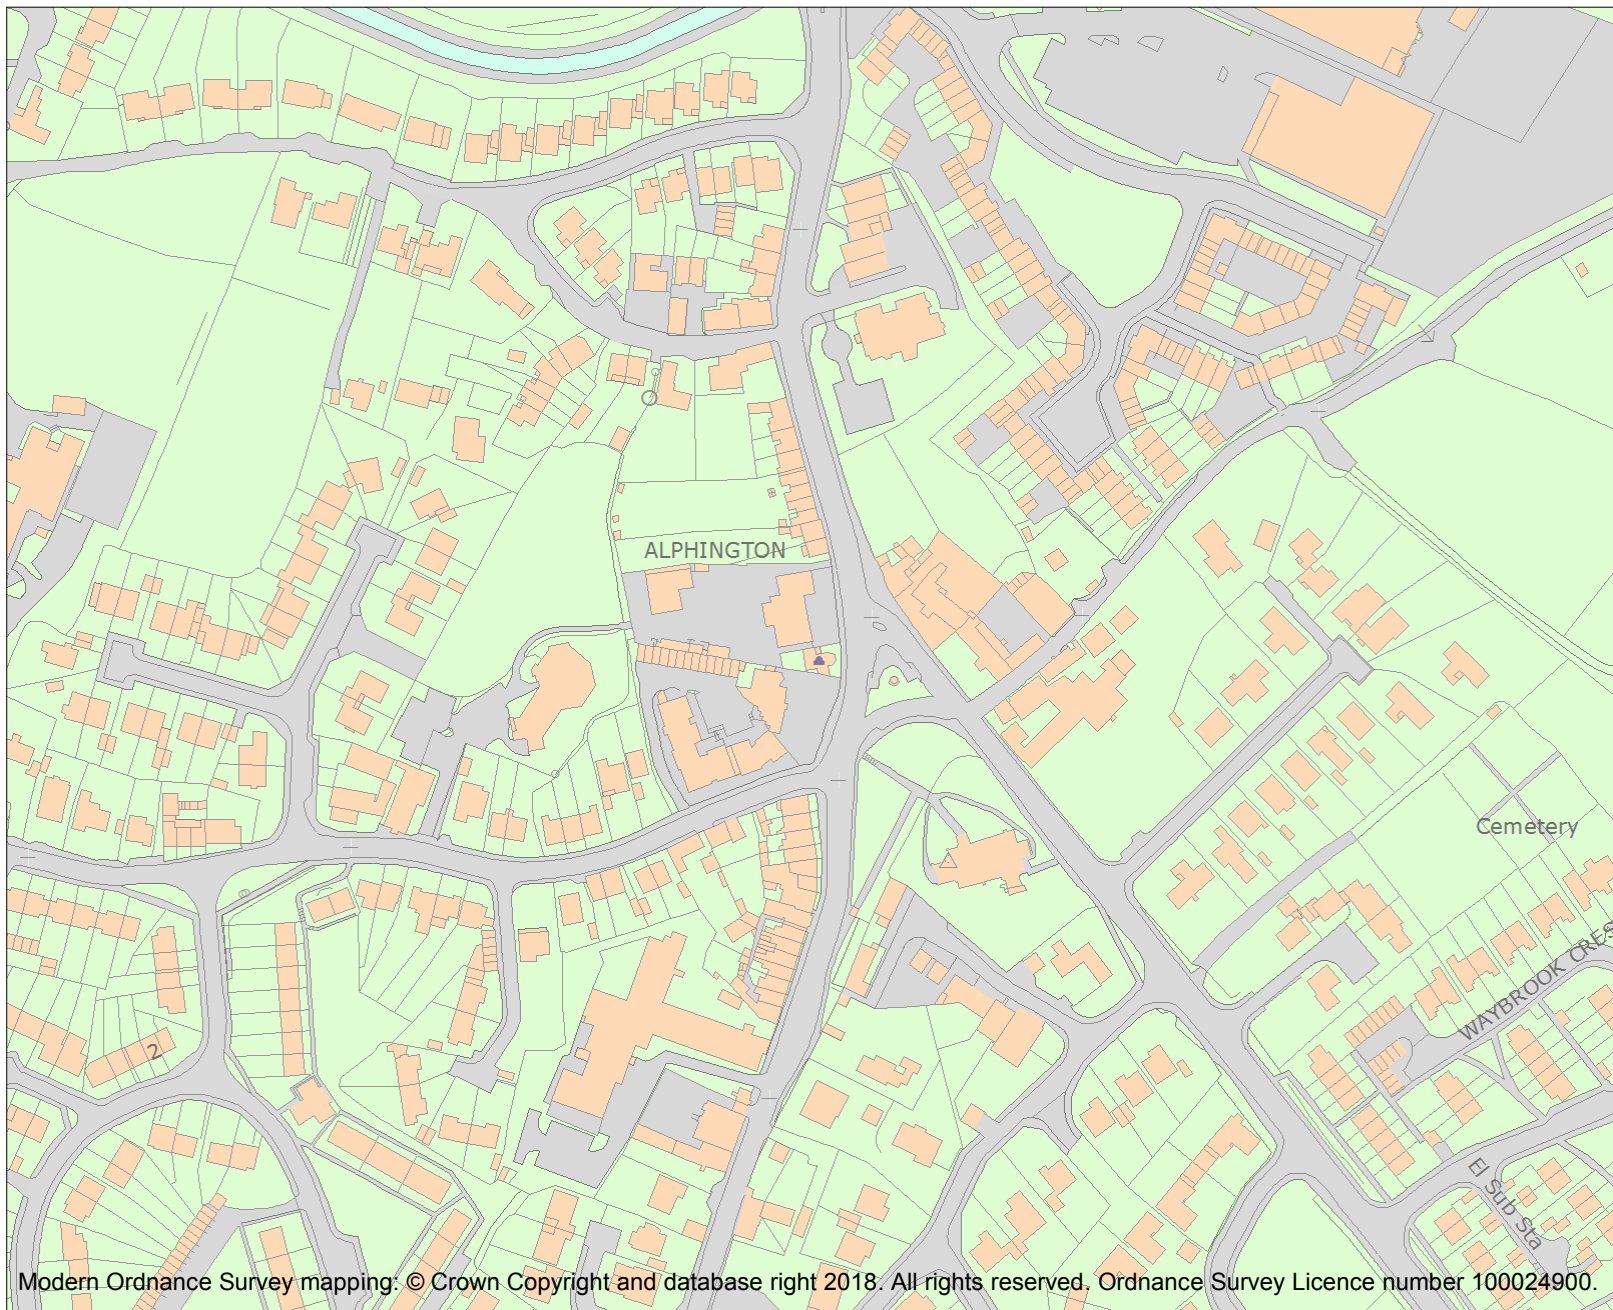 ALPHINGTON
Cemetery
WAYBROOK CRES
2
El Sub Sta
Modern Ordnance Survey mapping: © Crown Copyright and database right 2018. All rights reserved. Ordnance Survey Licence number 100024900.